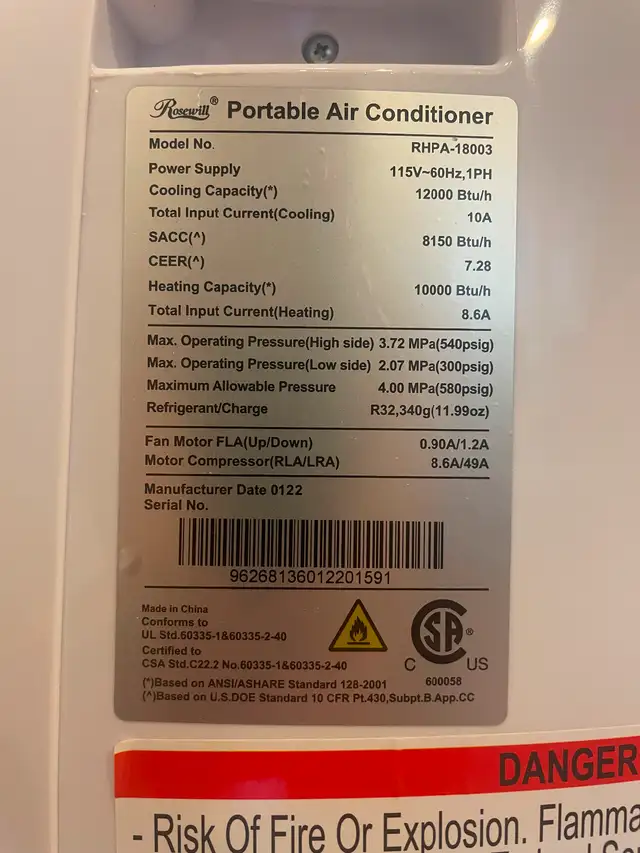 Rosewill® Portable Air Conditioner
Model No. RHPA-18003
Power Supply 115V~60Hz,1PH
Cooling Capacity(*) 12000 Btu/h
Total Input Current(Cooling) 10A
SACC(^) 8150 Btu/h
CEER(^) 7.28
Heating Capacity(*) 10000 Btu/h
Total Input Current(Heating) 8.6A
Max. Operating Pressure(High side) 3.72 MPa(540psig)
Max. Operating Pressure(Low side) 2.07 MPa(300psig)
Maximum Allowable Pressure 4.00 MPa(580psig)
Refrigerant/Charge R32,340g(11.99oz)
Fan Motor FLA(Up/Down) 0.90A/1.2A
Motor Compressor(RLA/LRA) 8.6A/49A
Manufacturer Date 0122
Serial No.
96268136012201591
Made in China
Conforms to
UL Std.60335-1&60335-2-40
Certified to
CSA Std.C22.2 No.60335-1&60335-2-40
SA®
C US
600058
(*)Based on ANSI/ASHARE Standard 128-2001
(^)Based on U.S.DOE Standard 10 CFR Pt.430,Subpt.B.App.CC
DANGER
- Risk Of Fire Or Explosion. Flamma